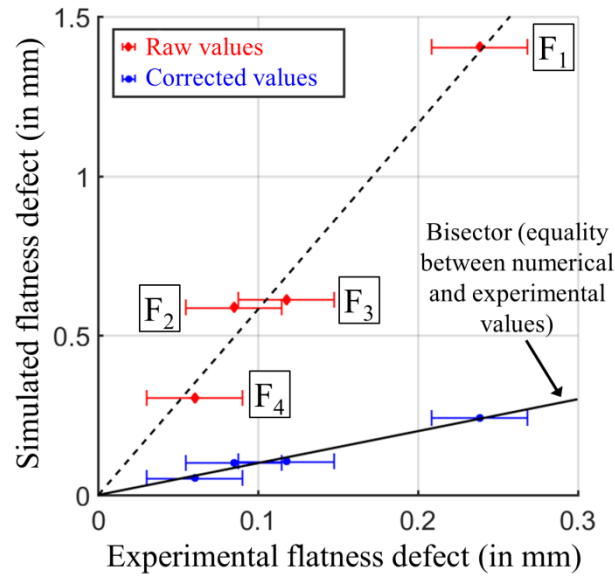 1.5
Raw values
Corrected values
F1
1
Bisector (equality
between numerical
and experimental
values)
F2
F3
0.5
F4
0
0
0.1
0.2
0.3
Simulated flatness defect (in mm)
Experimental flatness defect (in mm)